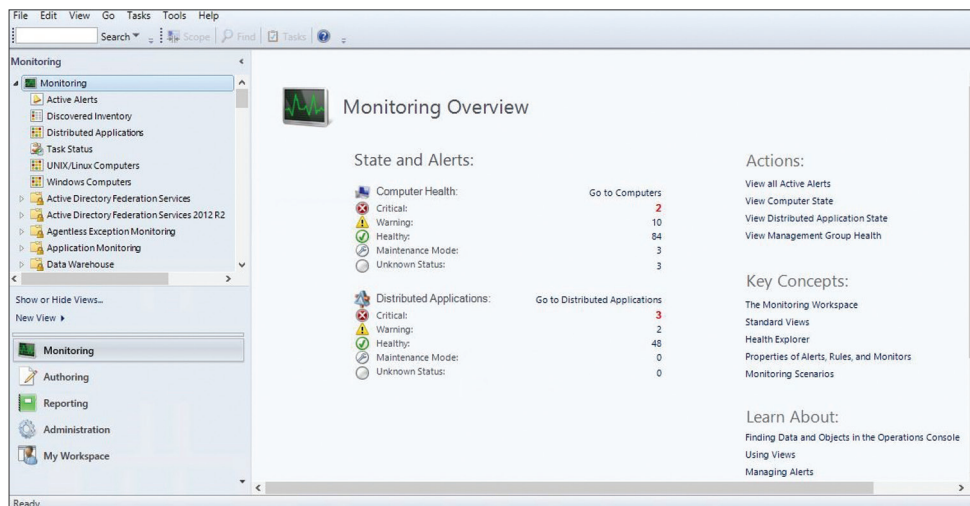 File Edit View Go Tasks Tools Help
Search Scope Find Tasks
Monitoring
Monitoring
Active Alerts
Discovered Inventory
Distributed Applications
Task Status
UNIX/Linux Computers
Windows Computers
Active Directory Federation Services
Active Directory Federation Services 2012 R2
Agentless Exception Monitoring
Application Monitoring
Data Warehouse
Show or Hide Views...
New View
Monitoring
Authoring
Reporting
Administration
My Workspace
Ready
Monitoring Overview
State and Alerts:
Computer Health: Go to Computers
Critical: 2
Warning: 10
Healthy: 84
Maintenance Mode: 3
Unknown Status: 3
Distributed Applications: Go to Distributed Applications
Critical: 3
Warning: 2
Healthy: 48
Maintenance Mode: 0
Unknown Status: 0
Actions:
View all Active Alerts
View Computer State
View Distributed Application State
View Management Group Health
Key Concepts:
The Monitoring Workspace
Standard Views
Health Explorer
Properties of Alerts, Rules, and Monitors
Monitoring Scenarios
Learn About:
Finding Data and Objects in the Operations Console
Using Views
Managing Alerts